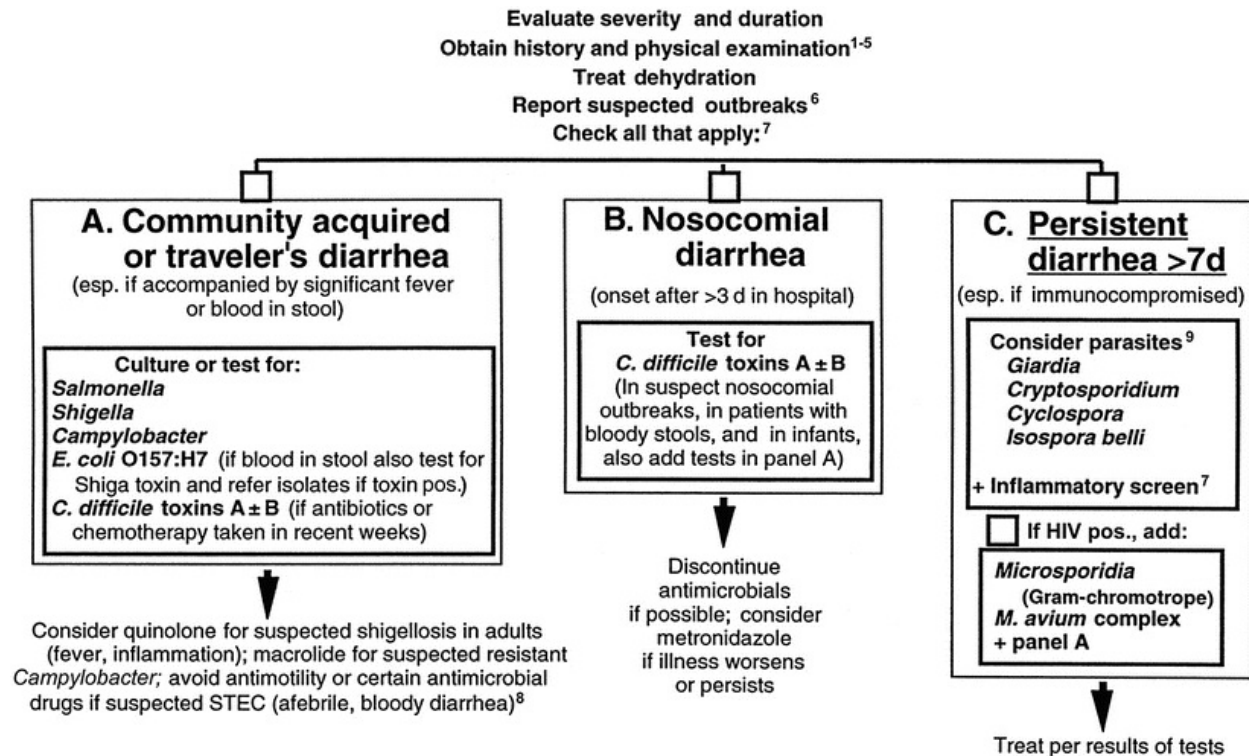 Evaluate severity and duration
Obtain history and physical examination1-5
Treat dehydration
Report suspected outbreaks6
Check all that apply:7
A. Community acquired
or traveler's diarrhea
(esp. if accompanied by significant fever
or blood in stool)
Culture or test for:
Salmonella
Shigella
Campylobacter
E. coli O157:H7 (if blood in stool also test for
Shiga toxin and refer isolates if toxin pos.)
C. difficile toxins A ± B (if antibiotics or
chemotherapy taken in recent weeks)
Consider quinolone for suspected shigellosis in adults
(fever, inflammation); macrolide for suspected resistant
Campylobacter; avoid antimotility or certain antimicrobial
drugs if suspected STEC (afebrile, bloody diarrhea)8
B. Nosocomial
diarrhea
(onset after >3 d in hospital)
Test for
C. difficile toxins A ± B
(In suspect nosocomial
outbreaks, in patients with
bloody stools, and in infants,
also add tests in panel A)
Discontinue
antimicrobials
if possible; consider
metronidazole
if illness worsens
or persists
C. Persistent
diarrhea >7d
(esp. if immunocompromised)
Consider parasites9
Giardia
Cryptosporidium
Cyclospora
Isospora belli
+ Inflammatory screen7
If HIV pos., add:
Microsporidia
(Gram-chromotrope)
M. avium complex
+ panel A
Treat per results of tests